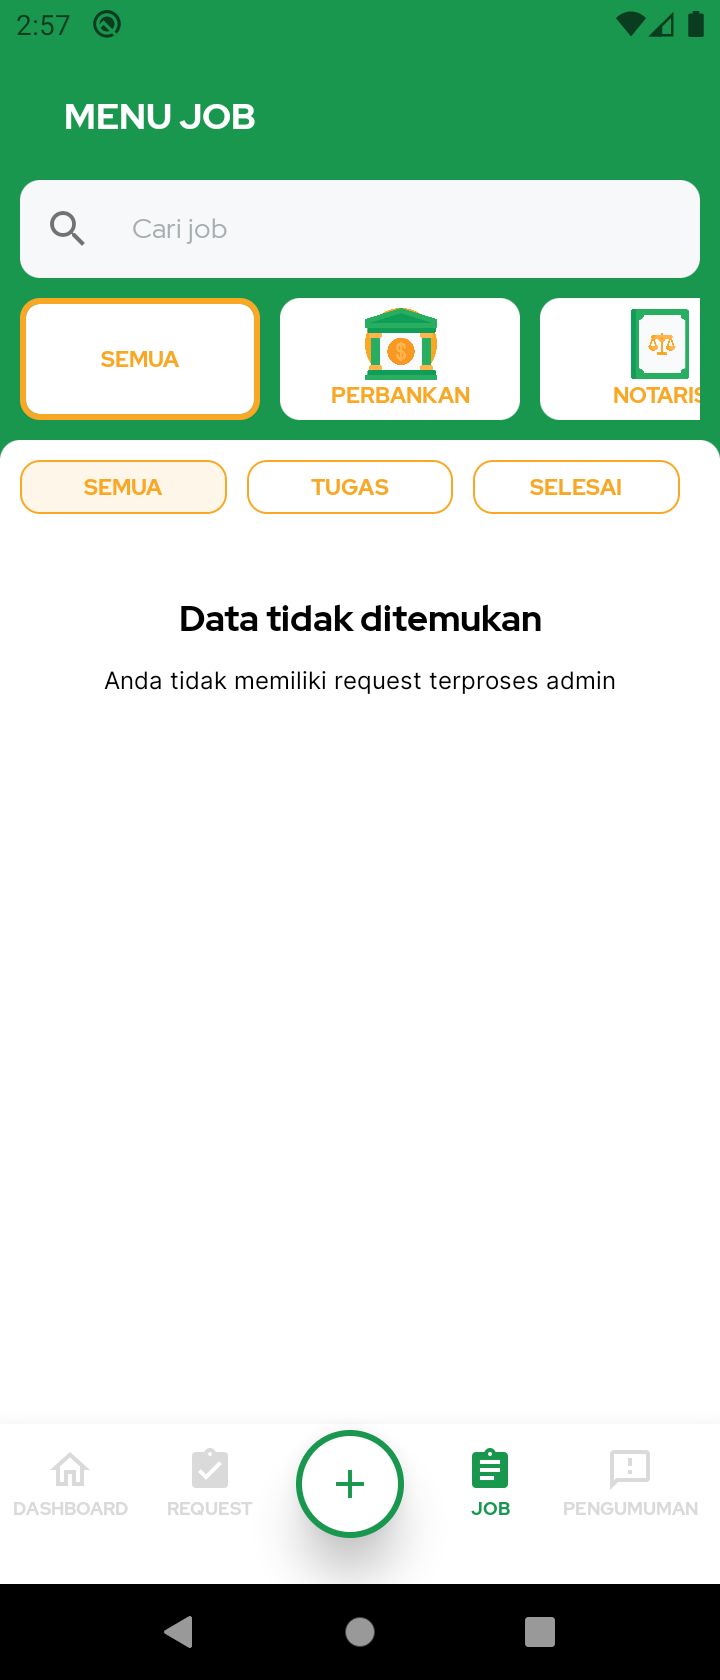 2:57
MENU JOB
Cari job
SEMUA
PERBANKAN
NOTARIS
SEMUA
TUGAS
SELESAI
Data tidak ditemukan
Anda tidak memiliki request terproses admin
DASHBOARD
REQUEST
JOB
PENGUMUMAN